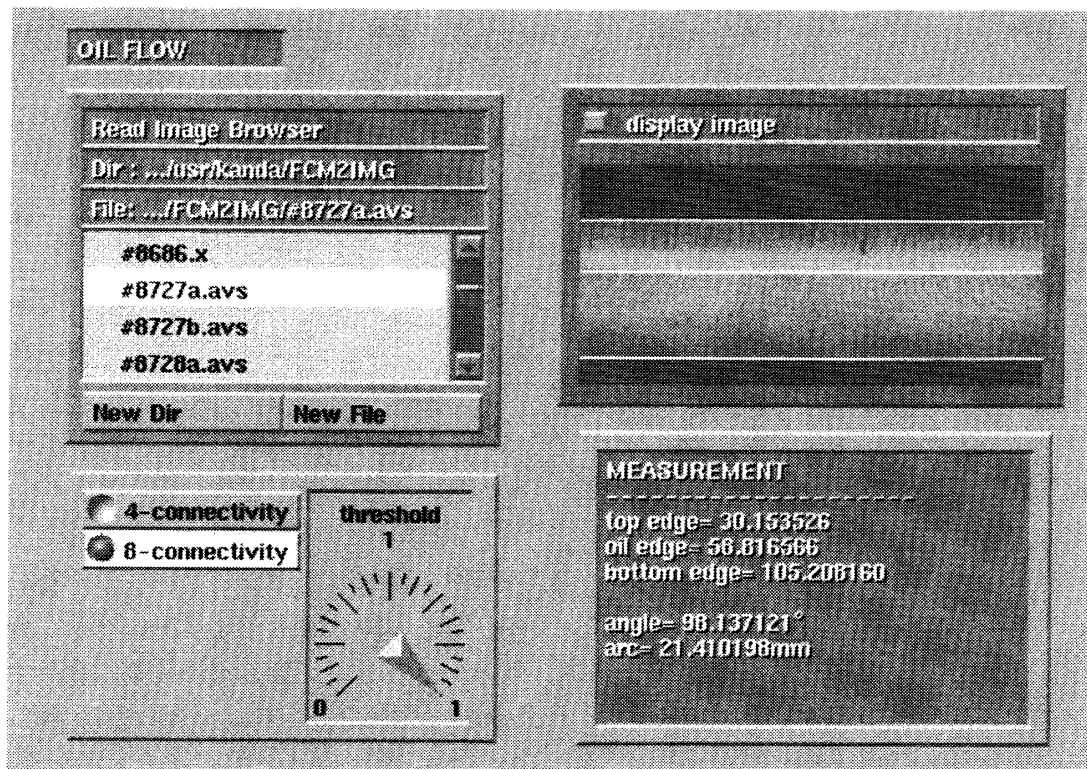 OIL FLOW
Read Image Browser
Dir : .../usr/kanda/FCM2IMG
File: .../FCM2IMG/#8727a.avs
#8686.x
#8727a.avs
#8727b.avs
#8728a.avs
New Dir
New File
display image
4-connectivity
8-connectivity
threshold
1
0
1
MEASUREMENT
---------------------
top edge= 30.153526
oil edge= 58.816566
bottom edge= 105.208160
angle= 98.137121°
arc= 21.410198mm